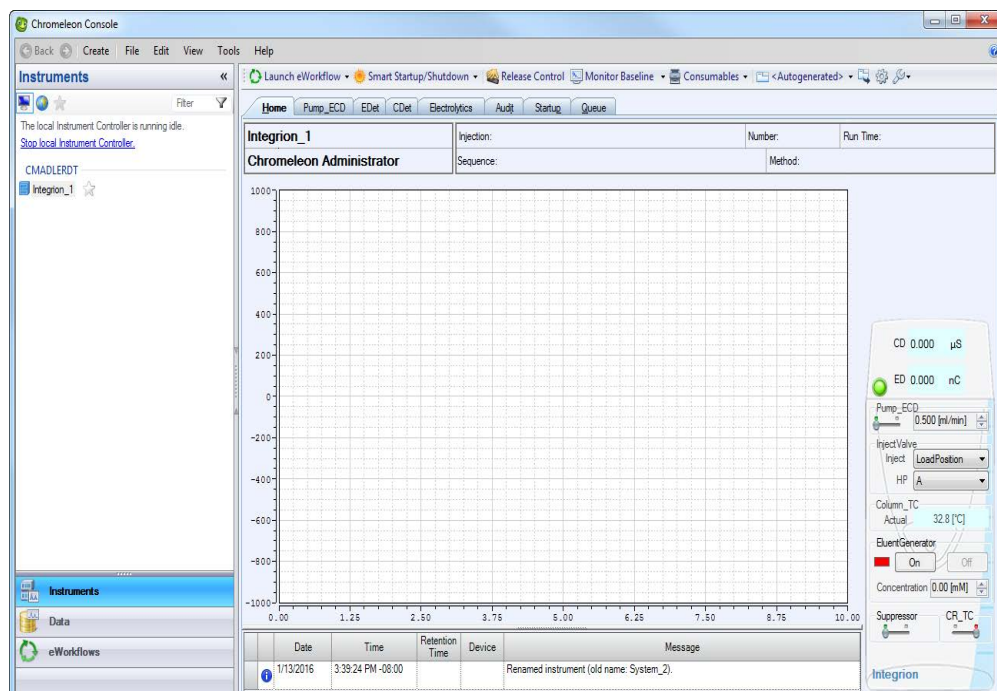 Chromeleon Console
Back Create File Edit View Tools Help
Instruments «
Launch eWorkflow Smart Startup/Shutdown Release Control Monitor Baseline Consumables <Autogenerated>
Filter
Home Pump_ECD EDet CDet Electrolytics Audit Startup Queue
The local Instrument Controller is running idle.
Stop local Instrument Controller.
CMADLERDT
Integrion_1
Integrion_1 Injection: Number: Run Time:
Chromeleon Administrator Sequence: Method:
1000
800
600
400
200
0
-200
-400
-600
-800
-1000
0.00 1.25 2.50 3.75 5.00 6.25 7.50 8.75 10.00
CD 0.000 µS
ED 0.000 nC
Pump_ECD
0.500 [ml/min]
InjectValve
Inject LoadPosition
HP A
Column_TC
Actual 32.8 [°C]
EluentGenerator
On Off
Concentration 0.00 [mM]
Suppressor CR_TC
Integrion
Instruments
Data
eWorkflows
Date Time Retention Time Device Message
1/13/2016 3:39:24 PM -08:00 Renamed instrument (old name: System_2).